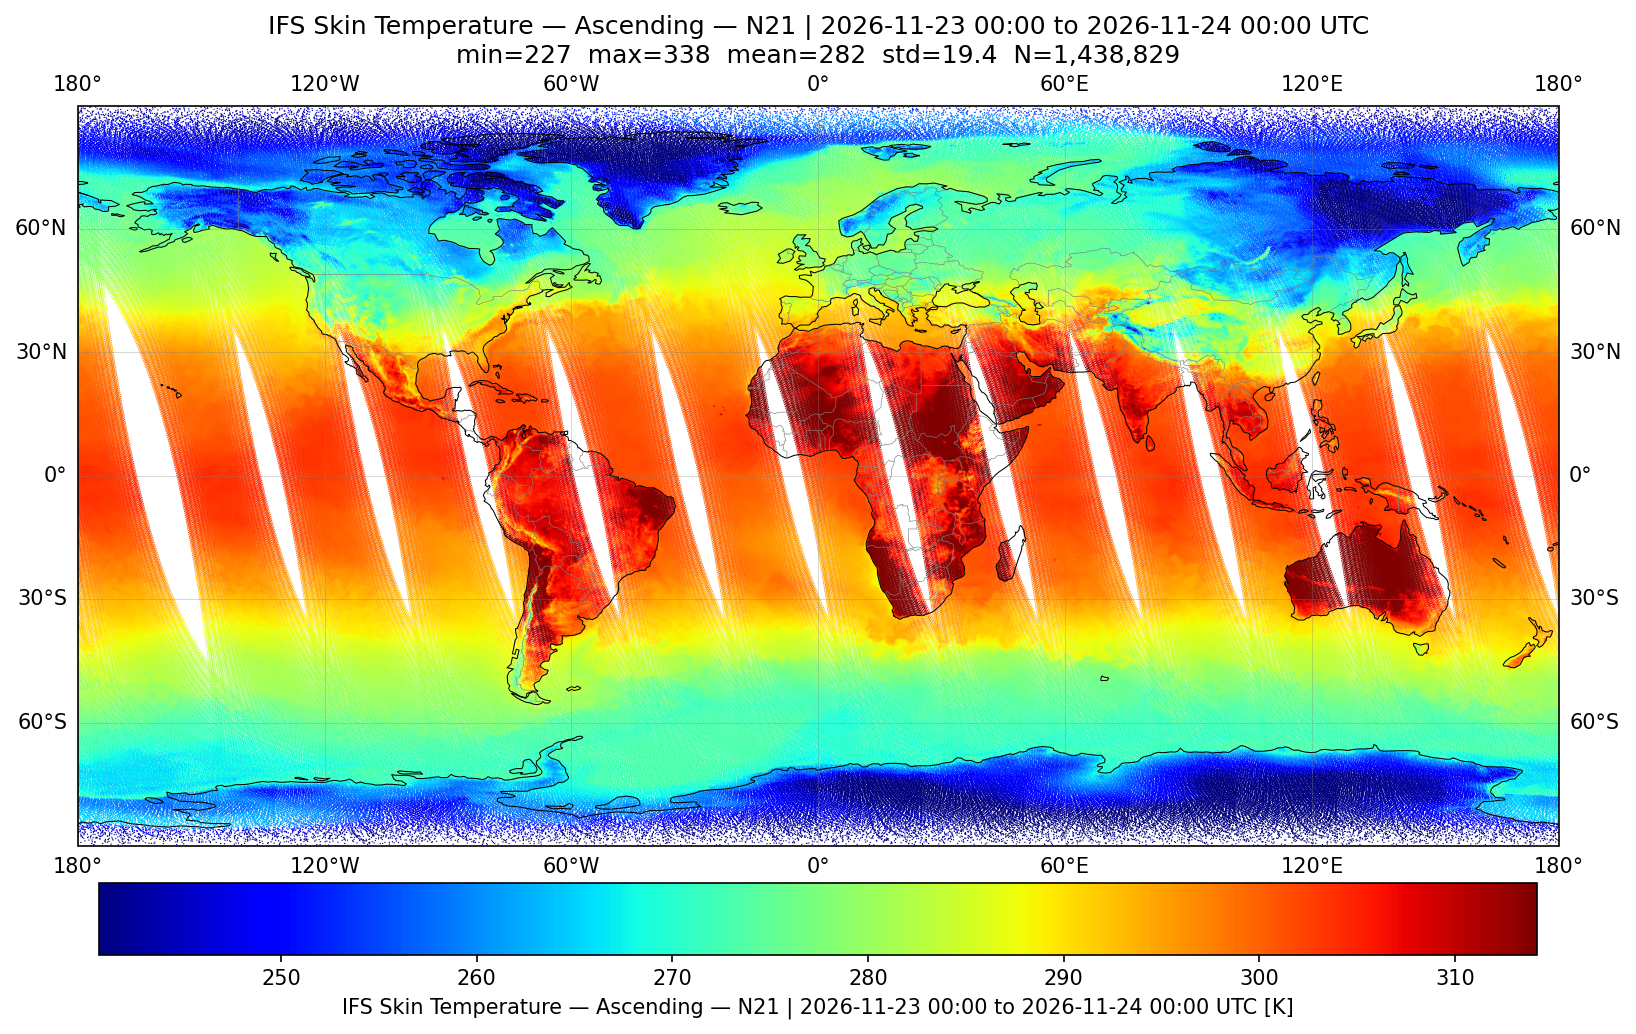 IFS Skin Temperature — Ascending — N21 | 2026-11-23 00:00 to 2026-11-24 00:00 UTC
min=227 max=338 mean=282 std=19.4 N=1,438,829
180° 120°W 60°W 0° 60°E 120°E 180°
60°N 60°N
30°N 30°N
0° 0°
30°S 30°S
60°S 60°S
180° 120°W 60°W 0° 60°E 120°E 180°
250 260 270 280 290 300 310
IFS Skin Temperature — Ascending — N21 | 2026-11-23 00:00 to 2026-11-24 00:00 UTC [K]